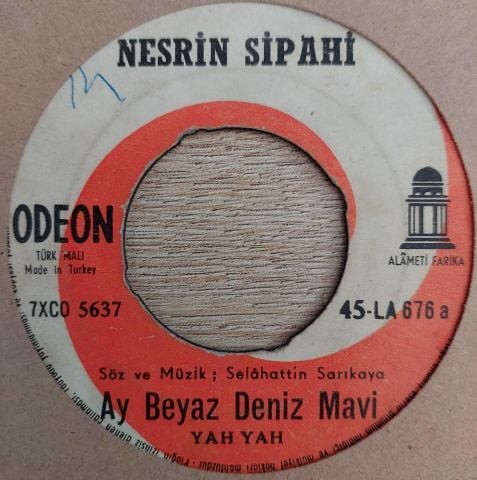 NESRİN SİPAHİ
ODEON
TÜRK MALI
Made in Turkey
ALÂMETİ FARİKA
7XCO 5637
45-LA 676 a
Söz ve Müzik ; Selâhattin Sarıkaya
Ay Beyaz Deniz Mavi
YAH YAH